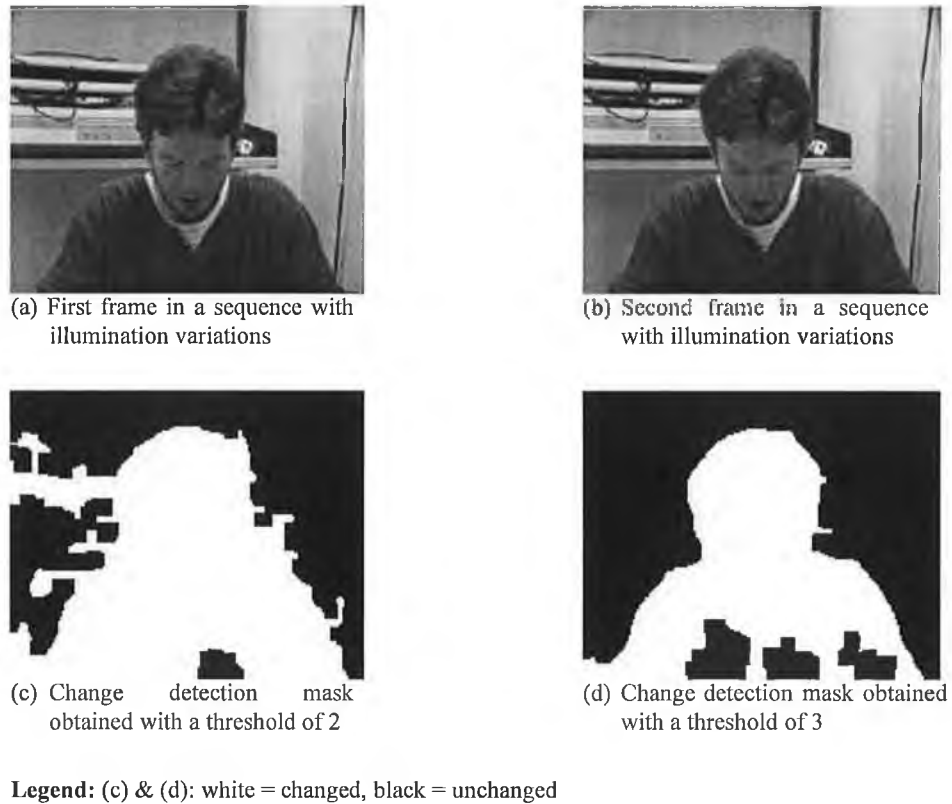 (a) First frame in a sequence with
illumination variations
(b) Second frame in a sequence
with illumination variations
(c) Change detection mask
obtained with a threshold of 2
(d) Change detection mask obtained
with a threshold of 3
Legend: (c) & (d): white = changed, black = unchanged